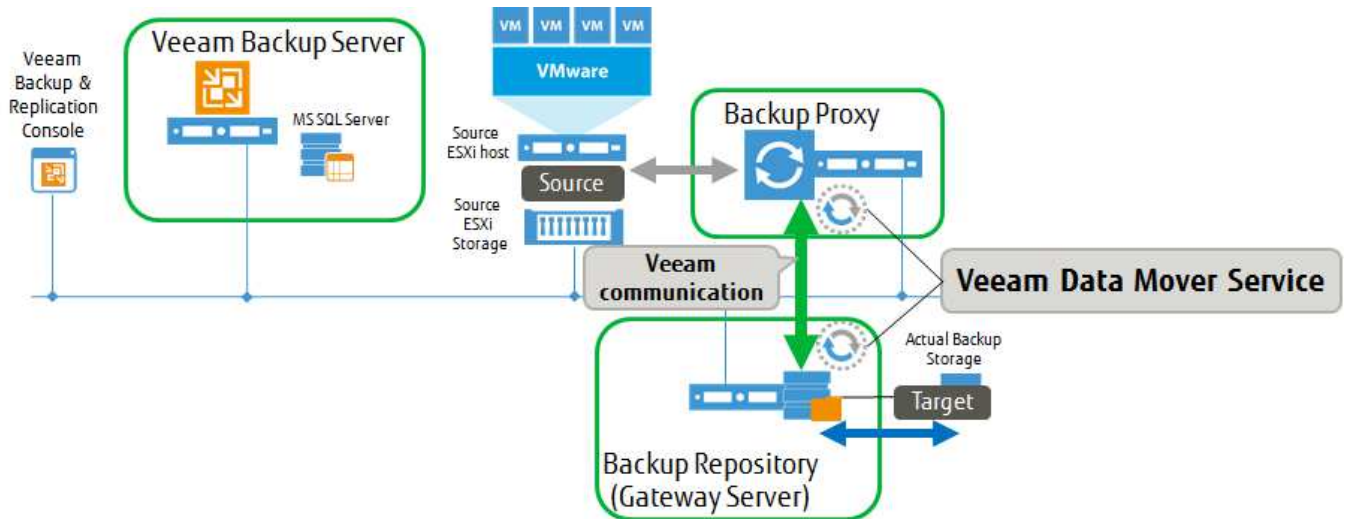 Veeam
Backup &
Replication
Console
Veeam Backup Server
MS SQL Server
VM VM VM VM
VMware
Source
ESXi host
Source
Source
ESXi
Storage
Backup Proxy
Veeam
communication
Veeam Data Mover Service
Actual Backup
Storage
Target
Backup Repository
(Gateway Server)